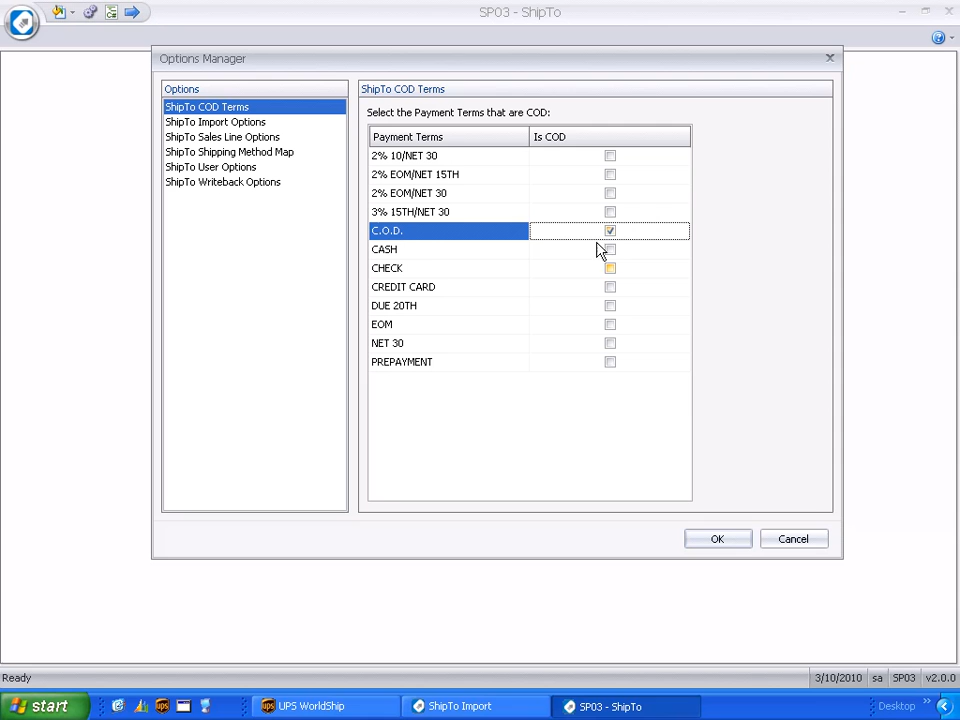 SP03 - ShipTo
Options Manager
Options
ShipTo COD Terms
ShipTo Import Options
ShipTo Sales Line Options
ShipTo Shipping Method Map
ShipTo User Options
ShipTo Writeback Options
ShipTo COD Terms
Select the Payment Terms that are COD:
Payment Terms Is COD
2% 10/NET 30
2% EOM/NET 15TH
2% EOM/NET 30
3% 15TH/NET 30
C.O.D.
CASH
CHECK
CREDIT CARD
DUE 20TH
EOM
NET 30
PREPAYMENT
OK Cancel
Ready 3/10/2010 sa SP03 v2.0.0
start UPS WorldShip ShipTo Import SP03 - ShipTo Desktop